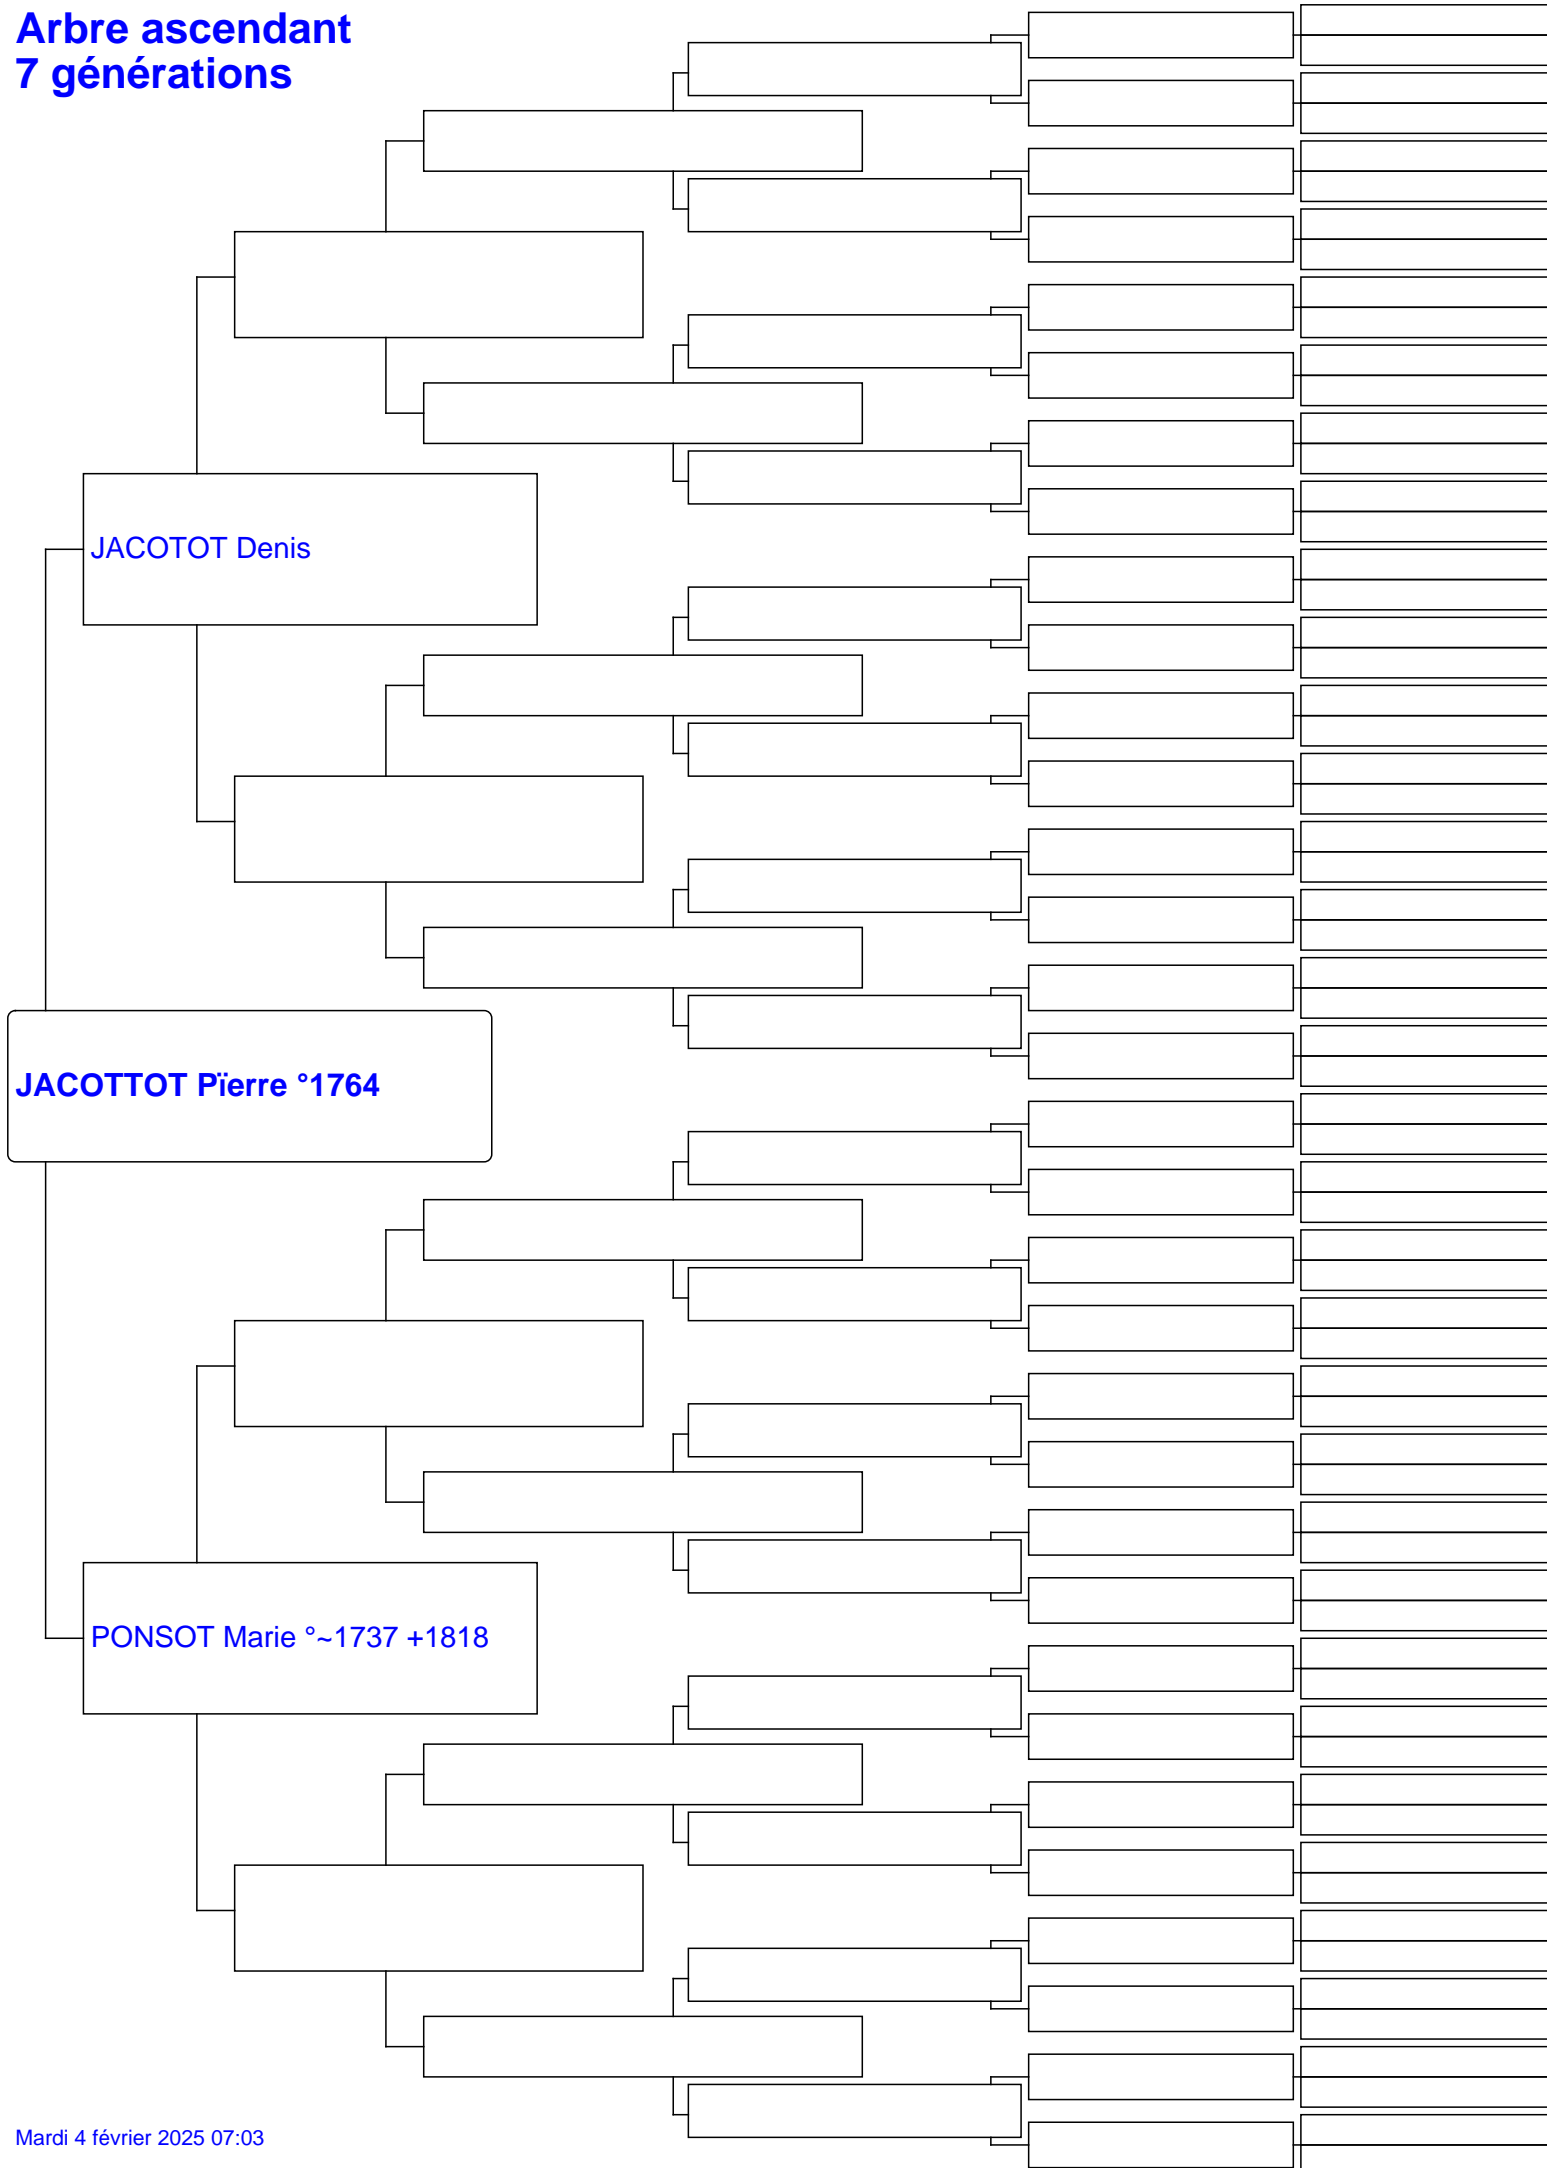 Arbre ascendant
7 générations
JACOTOT Denis
JACOTTOT Pïerre °1764
PONSOT Marie °~1737 +1818
Mardi 4 février 2025 07:03